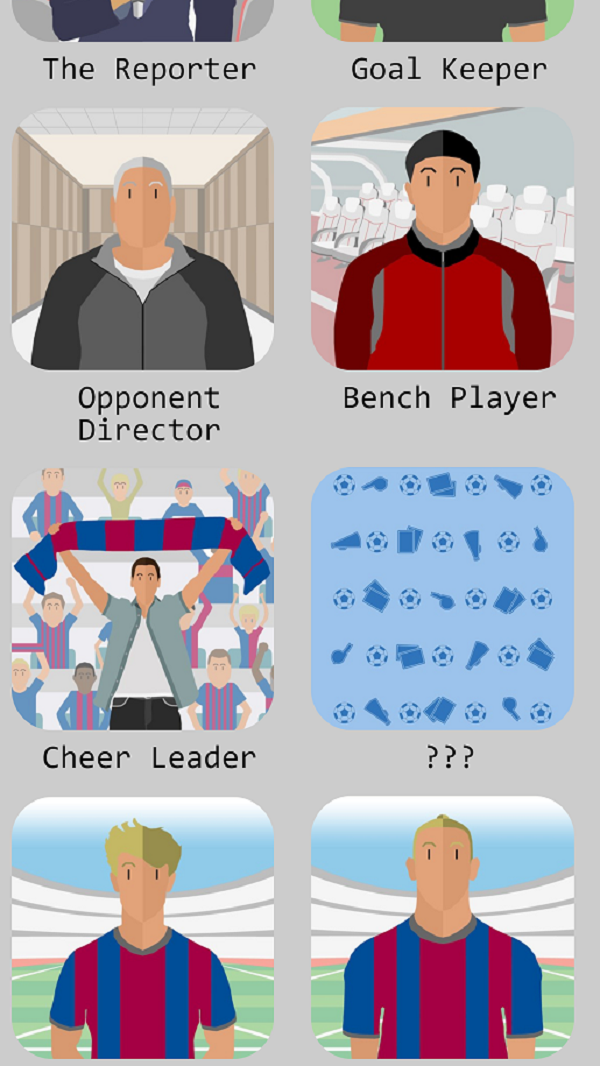 The Reporter
Goal Keeper
Opponent
Director
Bench Player
Cheer Leader
???